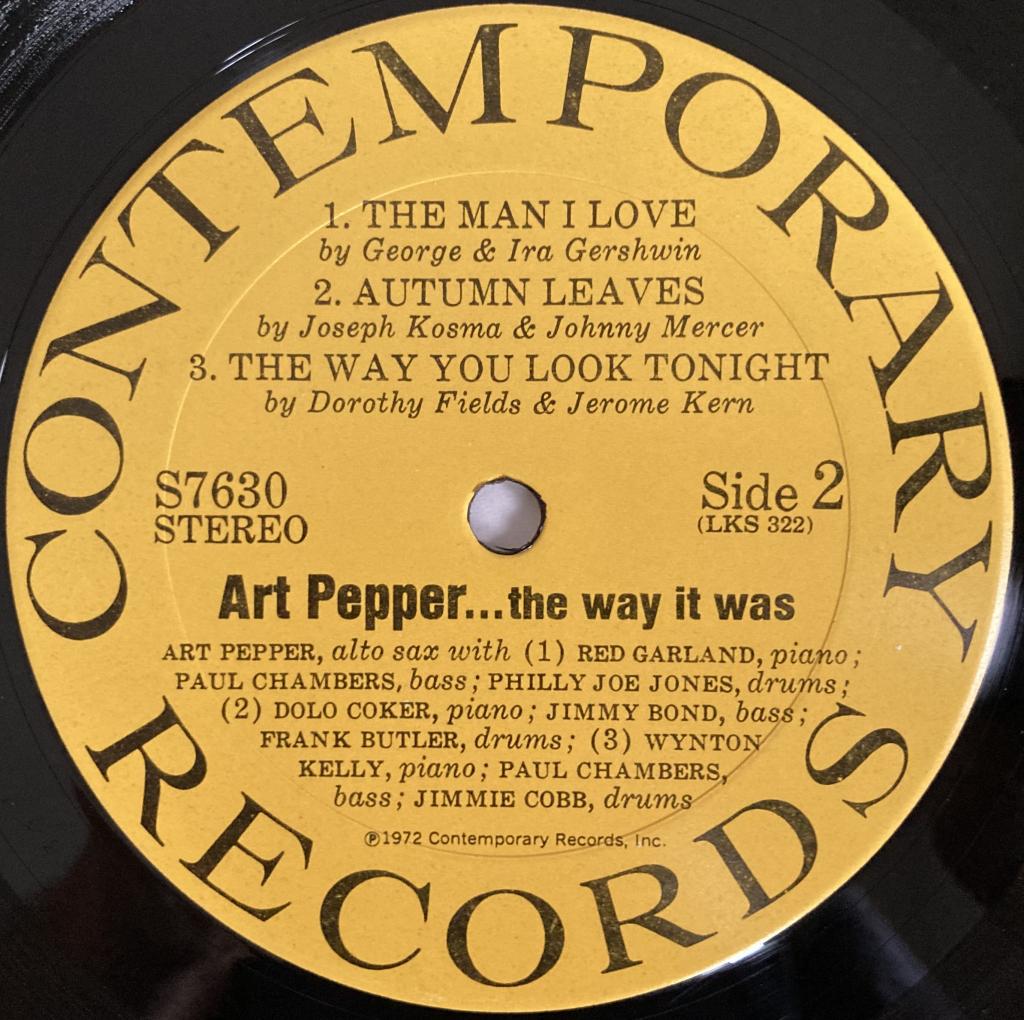 CONTEMPORARY
1. THE MAN I LOVE
by George & Ira Gershwin
2. AUTUMN LEAVES
by Joseph Kosma & Johnny Mercer
3. THE WAY YOU LOOK TONIGHT
by Dorothy Fields & Jerome Kern
S7630
STEREO
Side 2
(LKS 322)
Art Pepper...the way it was
ART PEPPER, alto sax with (1) RED GARLAND, piano;
PAUL CHAMBERS, bass; PHILLY JOE JONES, drums;
(2) DOLO COKER, piano; JIMMY BOND, bass;
FRANK BUTLER, drums; (3) WYNTON
KELLY, piano; PAUL CHAMBERS,
bass; JIMMIE COBB, drums
℗1972 Contemporary Records, Inc.
RECORDS